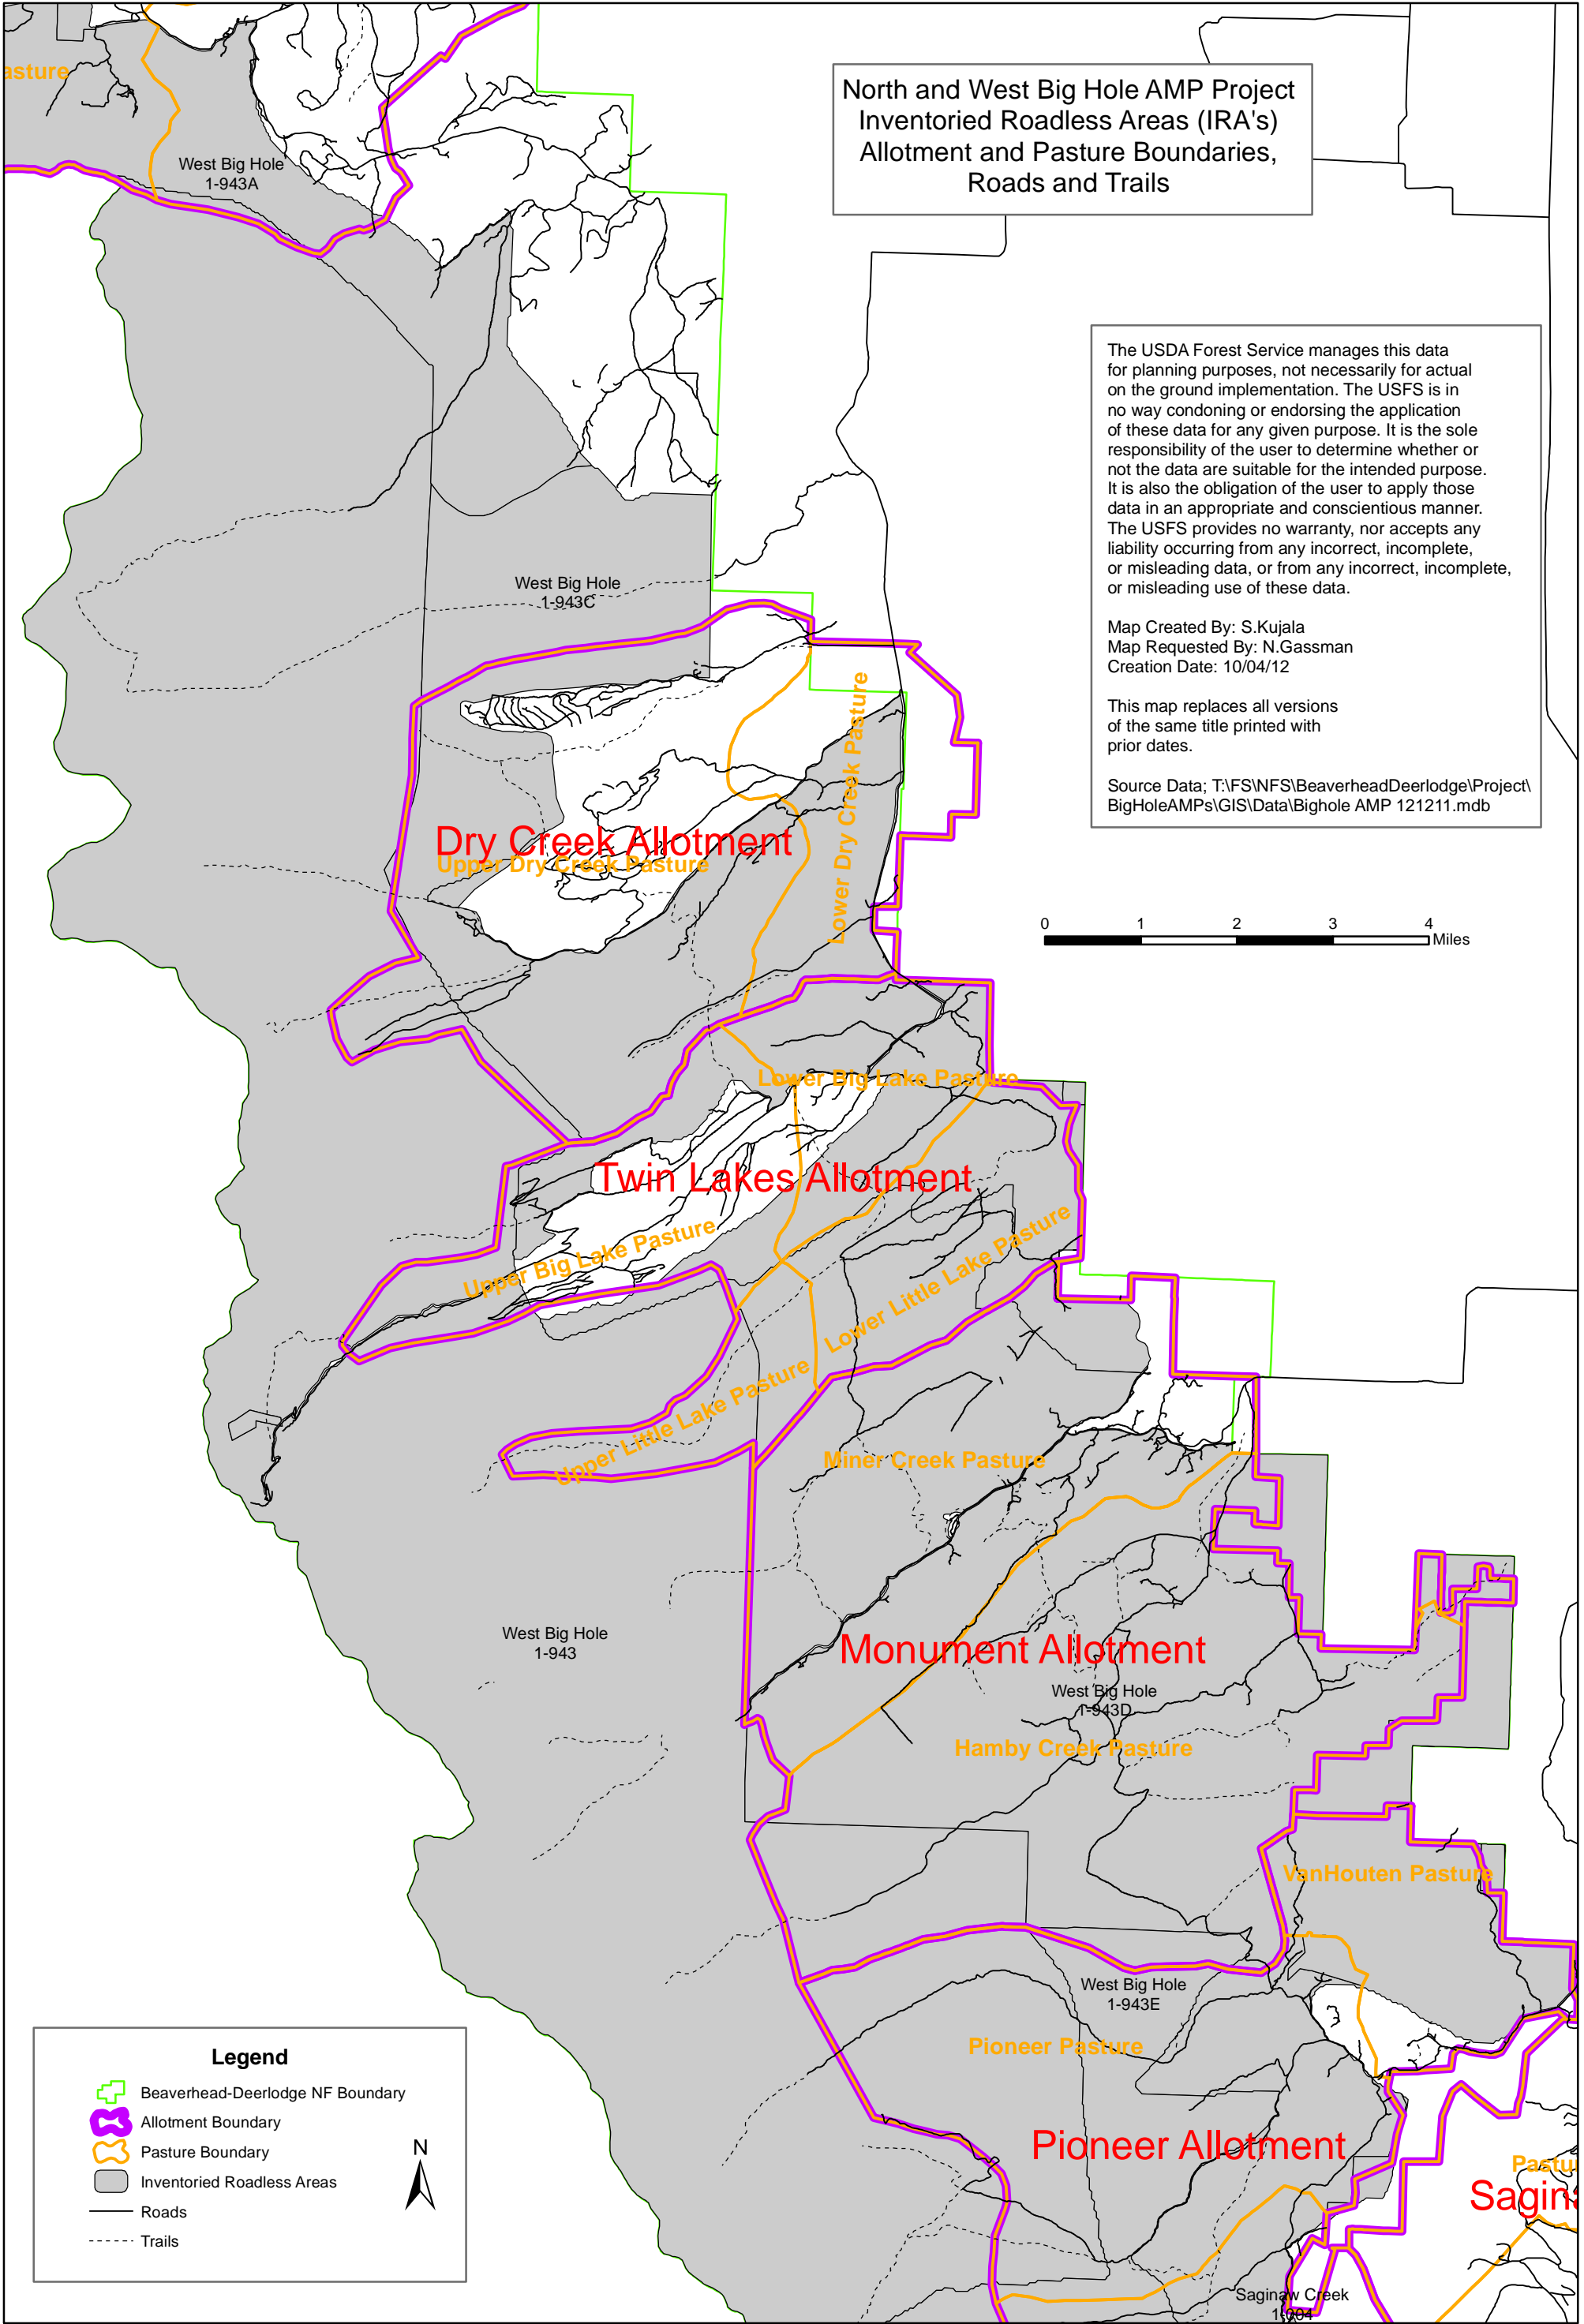 North and West Big Hole AMP Project
Inventoried Roadless Areas (IRA's)
Allotment and Pasture Boundaries,
Roads and Trails
asture
West Big Hole
1-943A
The USDA Forest Service manages this data
for planning purposes, not necessarily for actual
on the ground implementation. The USFS is in
no way condoning or endorsing the application
of these data for any given purpose. It is the sole
responsibility of the user to determine whether or
not the data are suitable for the intended purpose.
It is also the obligation of the user to apply those
data in an appropriate and conscientious manner.
The USFS provides no warranty, nor accepts any
liability occurring from any incorrect, incomplete,
or misleading data, or from any incorrect, incomplete,
or misleading use of these data.
Map Created By: S.Kujala
Map Requested By: N.Gassman
Creation Date: 10/04/12
This map replaces all versions
of the same title printed with
prior dates.
Source Data; T:\FS\NFS\BeaverheadDeerlodge\Project\
BigHoleAMPs\GIS\Data\Bighole AMP 121211.mdb
West Big Hole
1-943C
Lower Dry Creek Pasture
Dry Creek Allotment
Upper Dry Creek Pasture
0 1 2 3 4
Miles
Lower Big Lake Pasture
Twin Lakes Allotment
Upper Big Lake Pasture
Lower Little Lake Pasture
Upper Little Lake Pasture
Miner Creek Pasture
West Big Hole
1-943
Monument Allotment
West Big Hole
1-943D
Hamby Creek Pasture
VanHouten Pasture
West Big Hole
1-943E
Pioneer Pasture
Pioneer Allotment
Pastu
Sagina
Saginaw Creek
1-004
Legend
Beaverhead-Deerlodge NF Boundary
Allotment Boundary
Pasture Boundary
Inventoried Roadless Areas
Roads
Trails
N